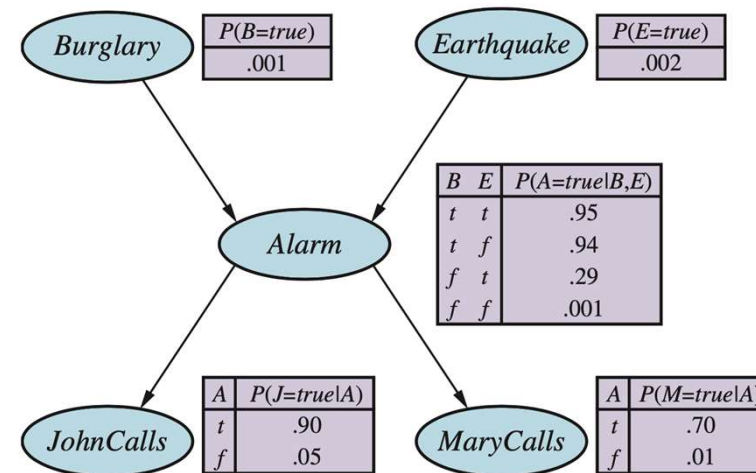 Burglary
P(B=true)
.001
Earthquake
P(E=true)
.002
Alarm
B E P(A=true|B,E)
t t .95
t f .94
f t .29
f f .001
JohnCalls
A P(J=true|A)
t .90
f .05
MaryCalls
A P(M=true|A)
t .70
f .01